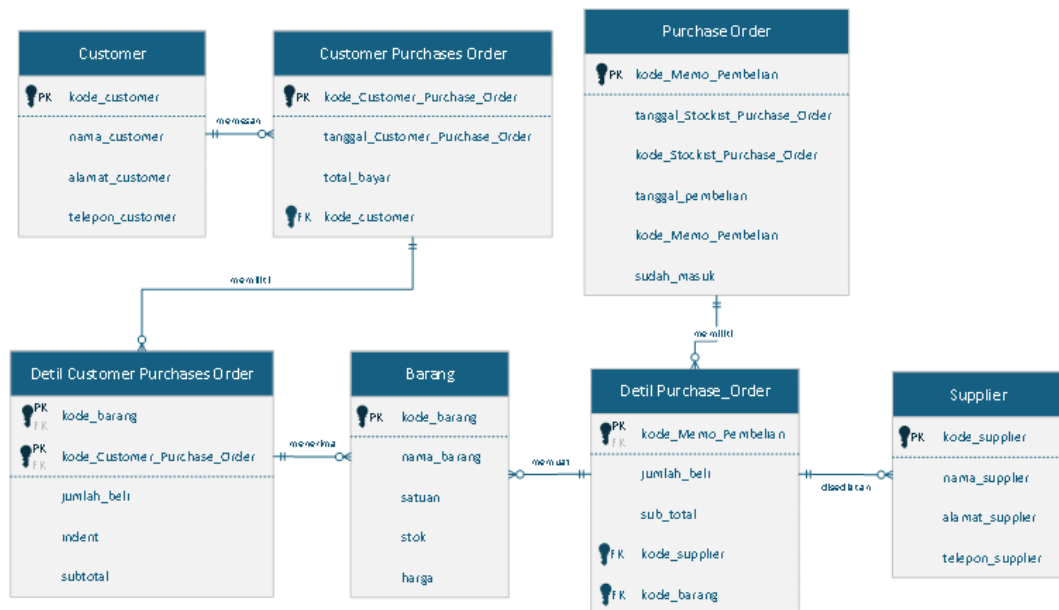 Customer
PK kode_customer
nama_customer
alamat_customer
telepon_customer
memesan
Customer Purchases Order
PK kode_Customer_Purchase_Order
tanggal_Customer_Purchase_Order
total_bayar
FK kode_customer
Purchase Order
PK kode_Memo_Pembelian
tanggal_Stockist_Purchase_Order
kode_Stockist_Purchase_Order
tanggal_pembelian
kode_Memo_Pembelian
sudah_masuk
memiliki
memiliki
Detil Customer Purchases Order
PK
FK kode_barang
PK
FK kode_Customer_Purchase_Order
jumlah_beli
indent
subtotal
menerima
Barang
PK kode_barang
nama_barang
satuan
stok
harga
memuat
Detil Purchase_Order
PK
FK kode_Memo_Pembelian
jumlah_beli
sub_total
FK kode_supplier
FK kode_barang
disediakan
Supplier
PK kode_supplier
nama_supplier
alamat_supplier
telepon_supplier